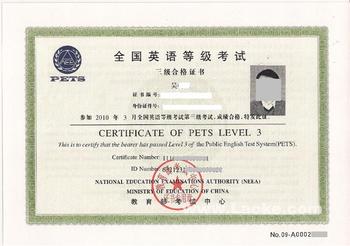 PETS
全国英语等级考试
三级合格证书
吴
证书编号:
身份证件号:
参加 2010 年 3 月全国英语等级考试第三级考试,成绩合格,特发此证。
CERTIFICATE OF PETS LEVEL 3
This is to certify that the bearer has passed Level 3 of the Public English Test System(PETS).
Certificate Number:
ID Number:
NATIONAL EDUCATION EXAMINATIONS AUTHORITY (NEEA)
MINISTRY OF EDUCATION OF CHINA
教育部考试中心
No.09-A0002